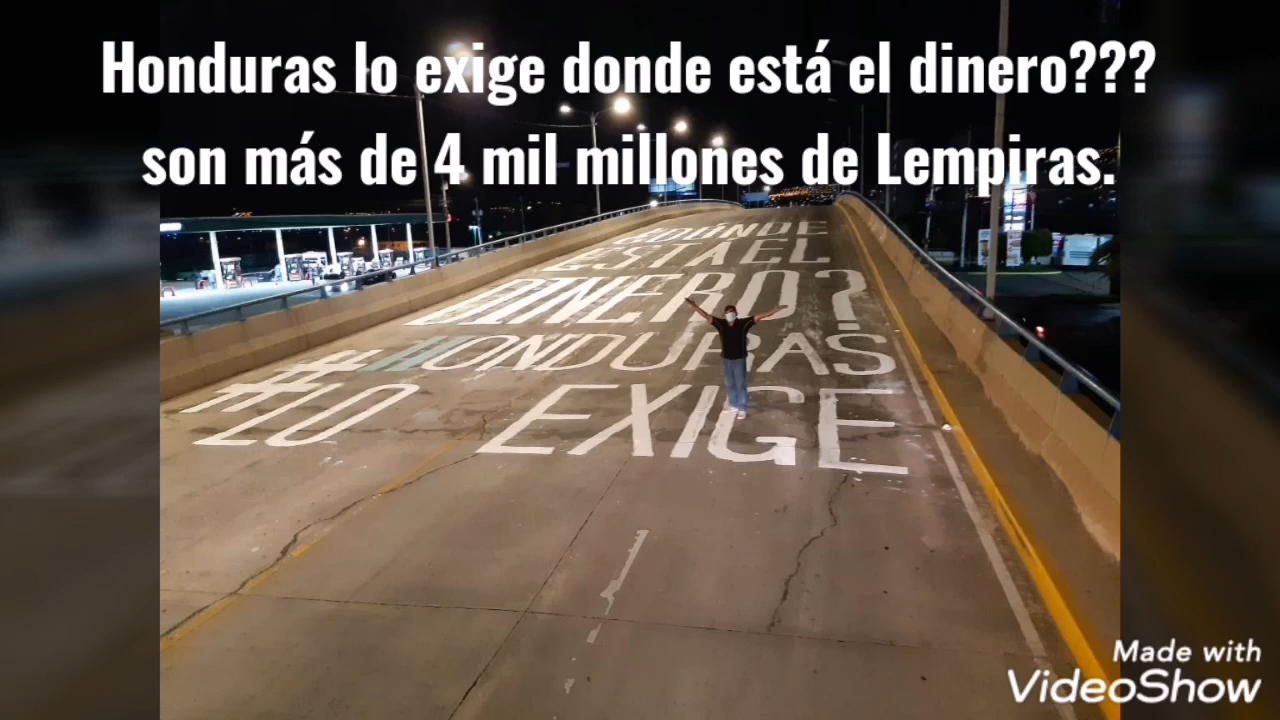 Honduras lo exige donde está el dinero???
son más de 4 mil millones de Lempiras.
¿DÓNDE
ESTA EL
DINERO?
#HONDURAS
LO EXIGE
Made with
VideoShow